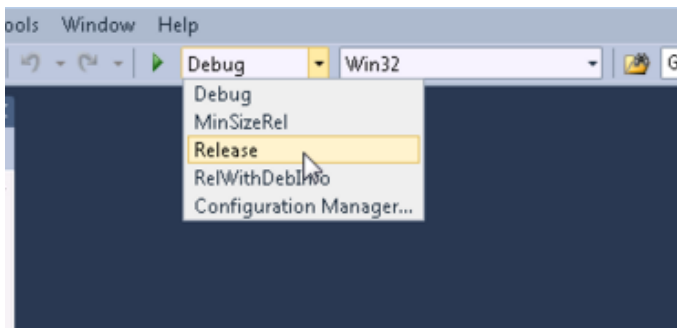 ools Window Help
Debug Win32 G
Debug
MinSizeRel
Release
RelWithDebInfo
Configuration Manager...